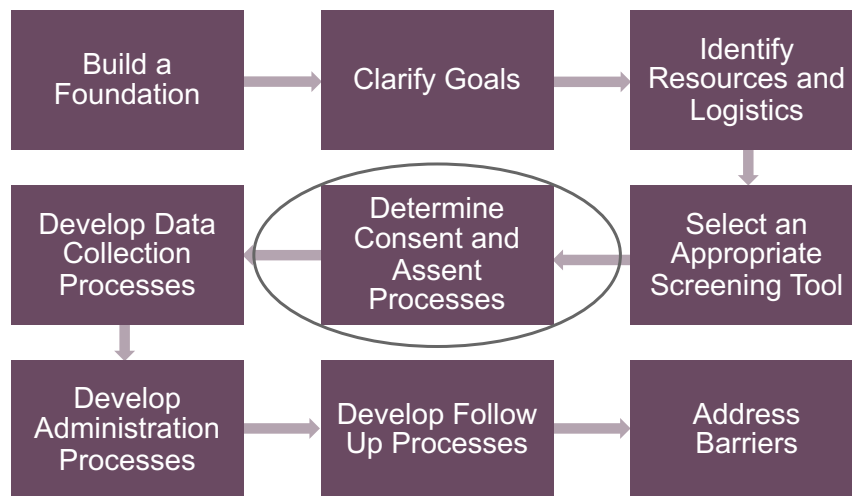 Build a
Foundation
Clarify Goals
Identify
Resources and
Logistics
Select an
Appropriate
Screening Tool
Determine
Consent and
Assent
Processes
Develop Data
Collection
Processes
Develop
Administration
Processes
Develop Follow
Up Processes
Address
Barriers